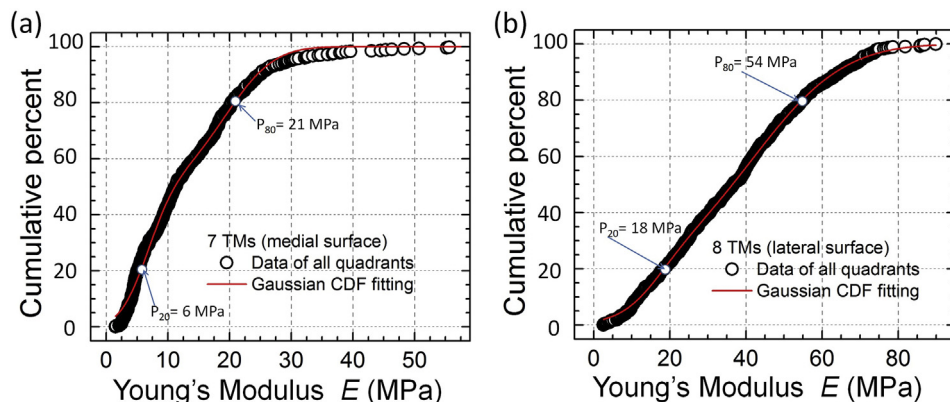 (a)
100
80
60
40
20
0
Cumulative percent
P80= 21 MPa
7 TMs (medial surface)
Data of all quadrants
Gaussian CDF fitting
P20= 6 MPa
0 10 20 30 40 50
Young's Modulus E (MPa)
(b)
100
80
60
40
20
0
Cumulative percent
P80= 54 MPa
P20= 18 MPa
8 TMs (lateral surface)
Data of all quadrants
Gaussian CDF fitting
0 20 40 60 80
Young's Modulus E (MPa)